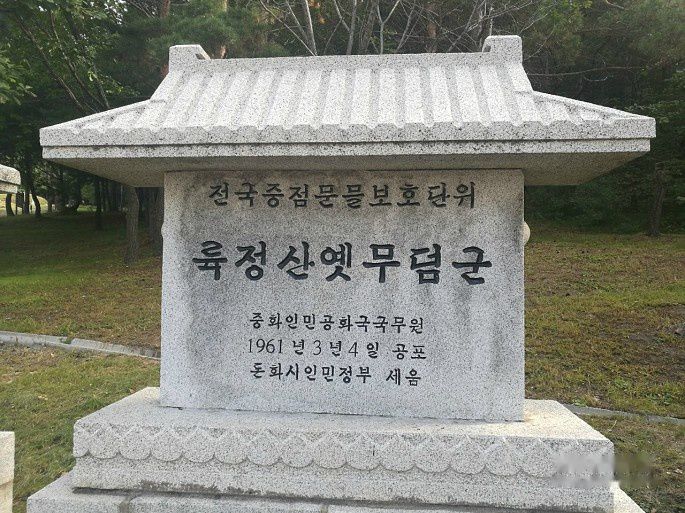 전국중점문믈보호단위
륙정산옛무덤군
중화인민공화국국무원
1961 년 3 년 4 일 공포
돈화시인민정부 세움